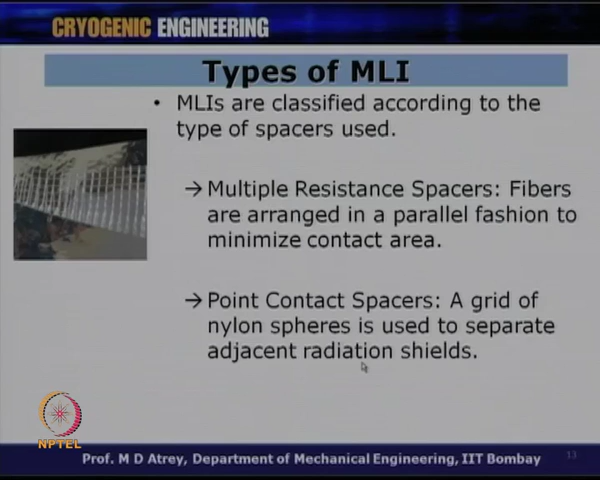 CRYOGENIC ENGINEERING
Types of MLI
• MLIs are classified according to the
type of spacers used.
→ Multiple Resistance Spacers: Fibers
are arranged in a parallel fashion to
minimize contact area.
→ Point Contact Spacers: A grid of
nylon spheres is used to separate
adjacent radiation shields.
NPTEL
Prof. M D Atrey, Department of Mechanical Engineering, IIT Bombay
13